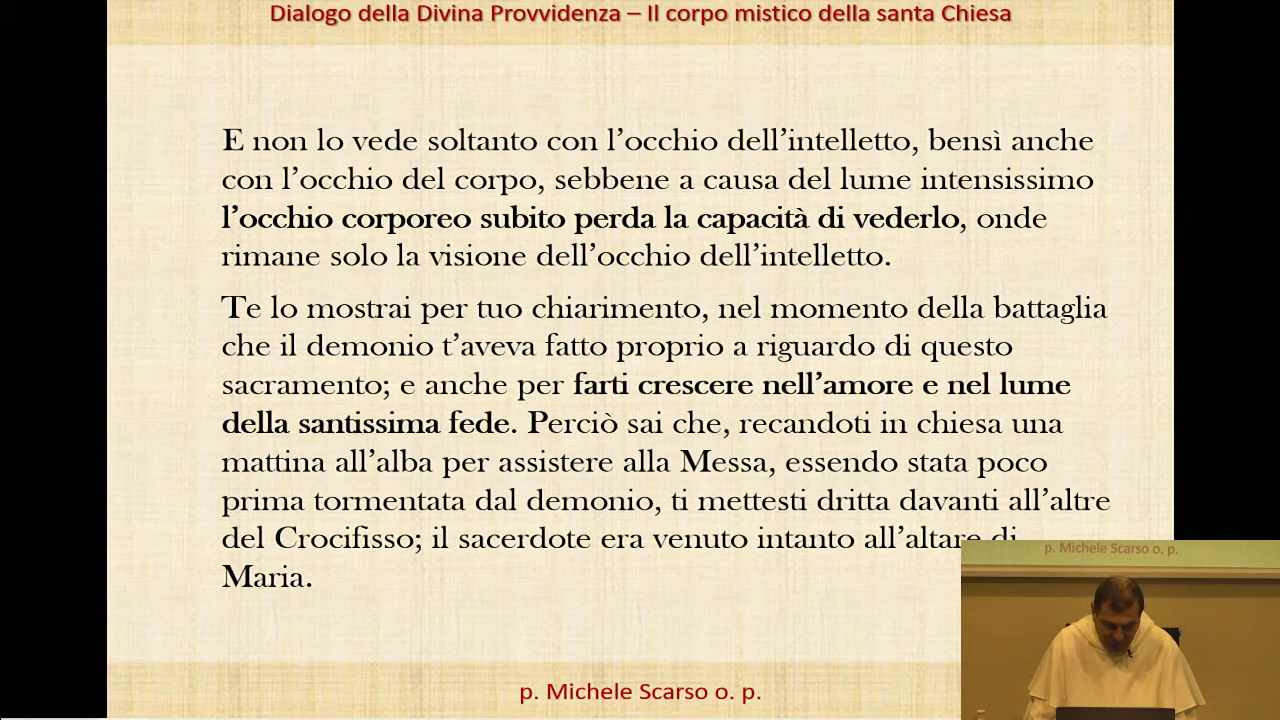 Dialogo della Divina Provvidenza – Il corpo mistico della santa Chiesa
E non lo vede soltanto con l’occhio dell’intelletto, bensì anche
con l’occhio del corpo, sebbene a causa del lume intensissimo
l’occhio corporeo subito perda la capacità di vederlo, onde
rimane solo la visione dell’occhio dell’intelletto.
Te lo mostrai per tuo chiarimento, nel momento della battaglia
che il demonio t’aveva fatto proprio a riguardo di questo
sacramento; e anche per farti crescere nell’amore e nel lume
della santissima fede. Perciò sai che, recandoti in chiesa una
mattina all’alba per assistere alla Messa, essendo stata poco
prima tormentata dal demonio, ti mettesti dritta davanti all’altre
del Crocifisso; il sacerdote era venuto intanto all’altare di
Maria.
p. Michele Scarso o. p.
p. Michele Scarso o. p.